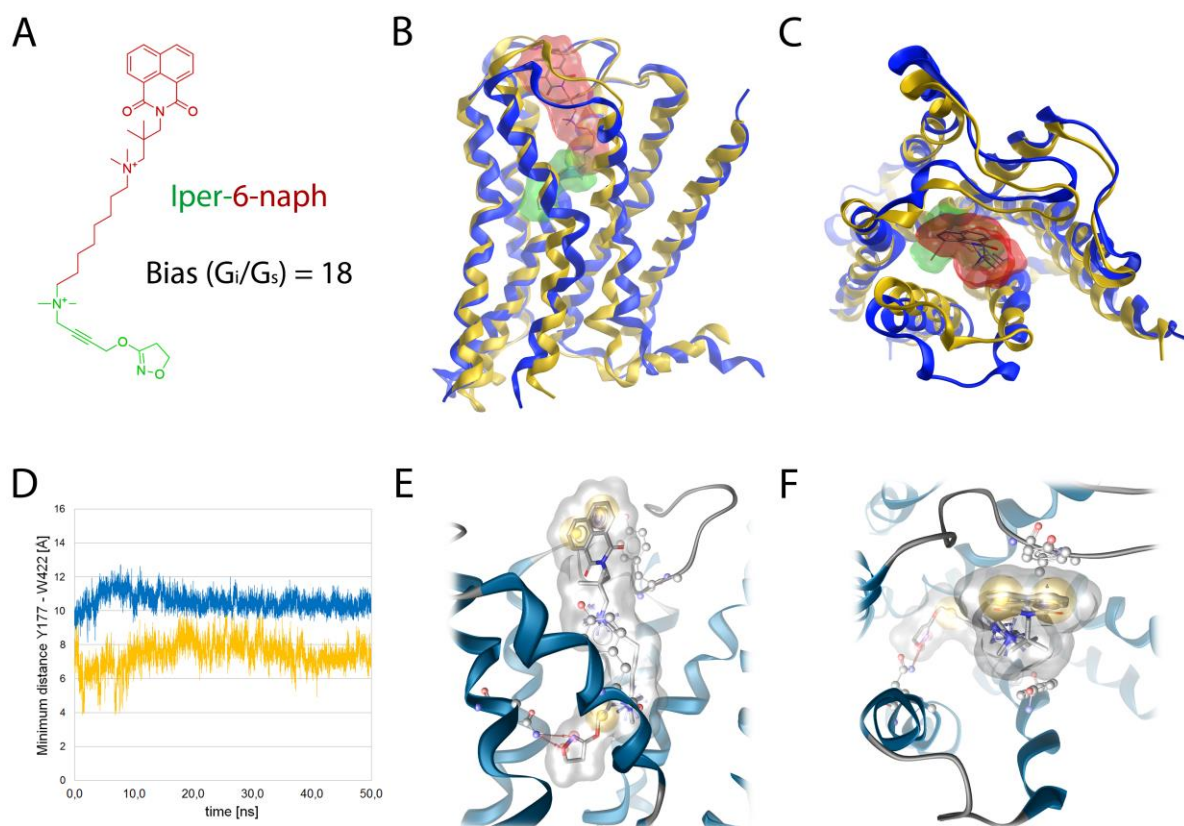 A
O
O
N
N+
N+
O
N
O
Iper-6-naph
Bias (Gi/Gs) = 18
B
C
D
Minimum distance Y177 - W422 [A]
16
14
12
10
8
6
4
2
0
0,0
10,0
20,0
30,0
40,0
50,0
time [ns]
E
F